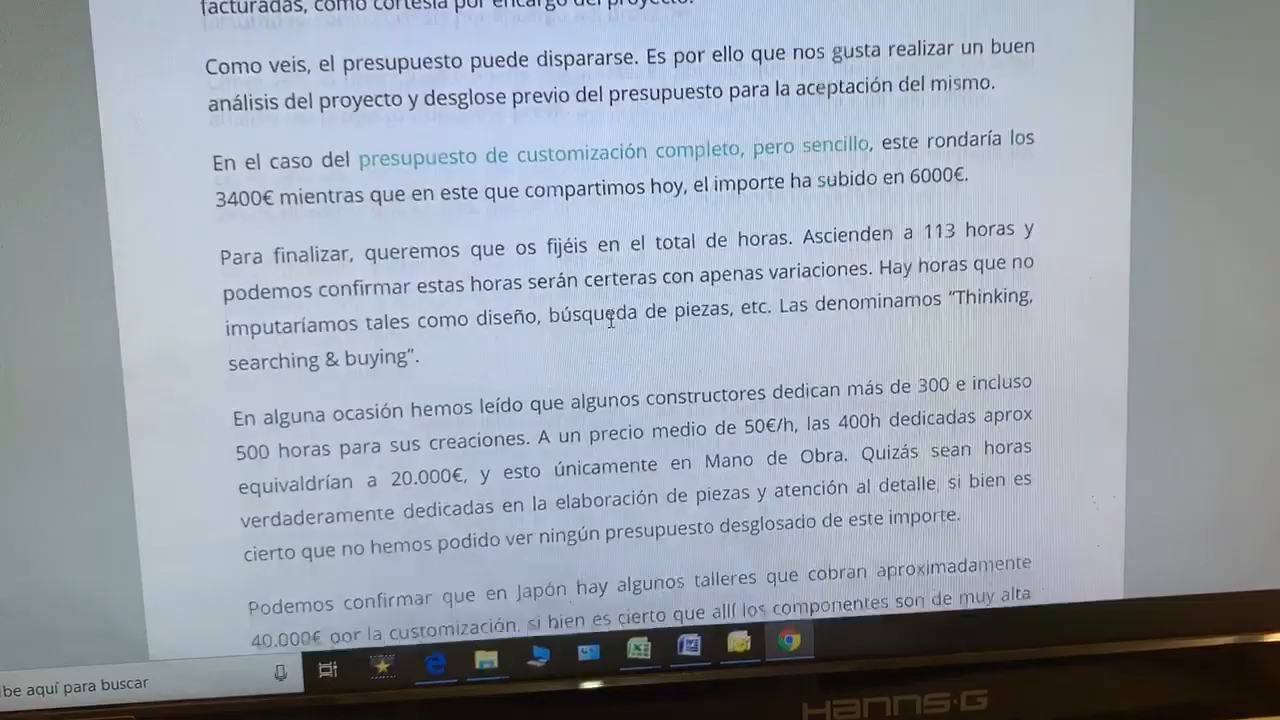 facturadas, como cortesía por encargo del proyecto.
Como veis, el presupuesto puede dispararse. Es por ello que nos gusta realizar un buen
análisis del proyecto y desglose previo del presupuesto para la aceptación del mismo.
En el caso del presupuesto de customización completo, pero sencillo, este rondaría los
3400€ mientras que en este que compartimos hoy, el importe ha subido en 6000€.
Para finalizar, queremos que os fijéis en el total de horas. Ascienden a 113 horas y
podemos confirmar estas horas serán certeras con apenas variaciones. Hay horas que no
imputaríamos tales como diseño, búsqueda de piezas, etc. Las denominamos “Thinking,
searching & buying”.
En alguna ocasión hemos leído que algunos constructores dedican más de 300 e incluso
500 horas para sus creaciones. A un precio medio de 50€/h, las 400h dedicadas aprox
equivaldrían a 20.000€, y esto únicamente en Mano de Obra. Quizás sean horas
verdaderamente dedicadas en la elaboración de piezas y atención al detalle, si bien es
cierto que no hemos podido ver ningún presupuesto desglosado de este importe.
Podemos confirmar que en Japón hay algunos talleres que cobran aproximadamente
40.000€ por la customización, si bien es cierto que allí los componentes son de muy alta
be aquí para buscar
HANNS·G